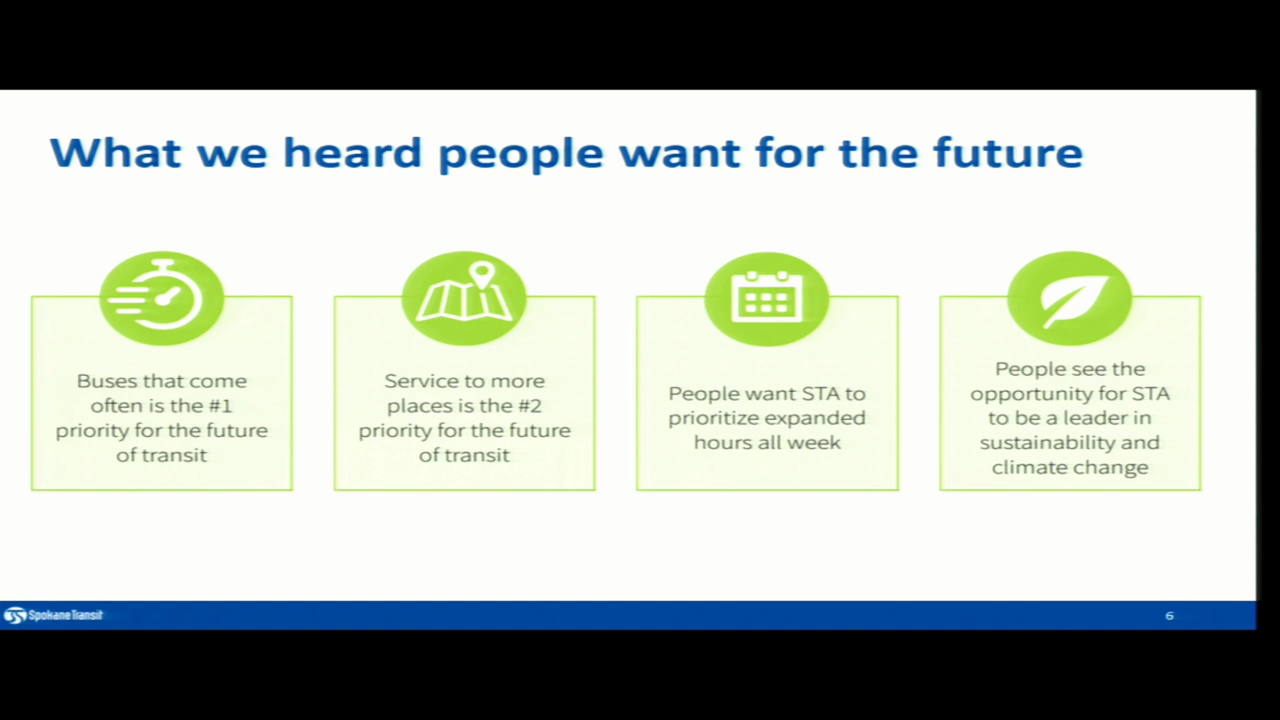 What we heard people want for the future
Buses that come
often is the #1
priority for the future
of transit
Service to more
places is the #2
priority for the future
of transit
People want STA to
prioritize expanded
hours all week
People see the
opportunity for STA
to be a leader in
sustainability and
climate change
SpokaneTransit
6